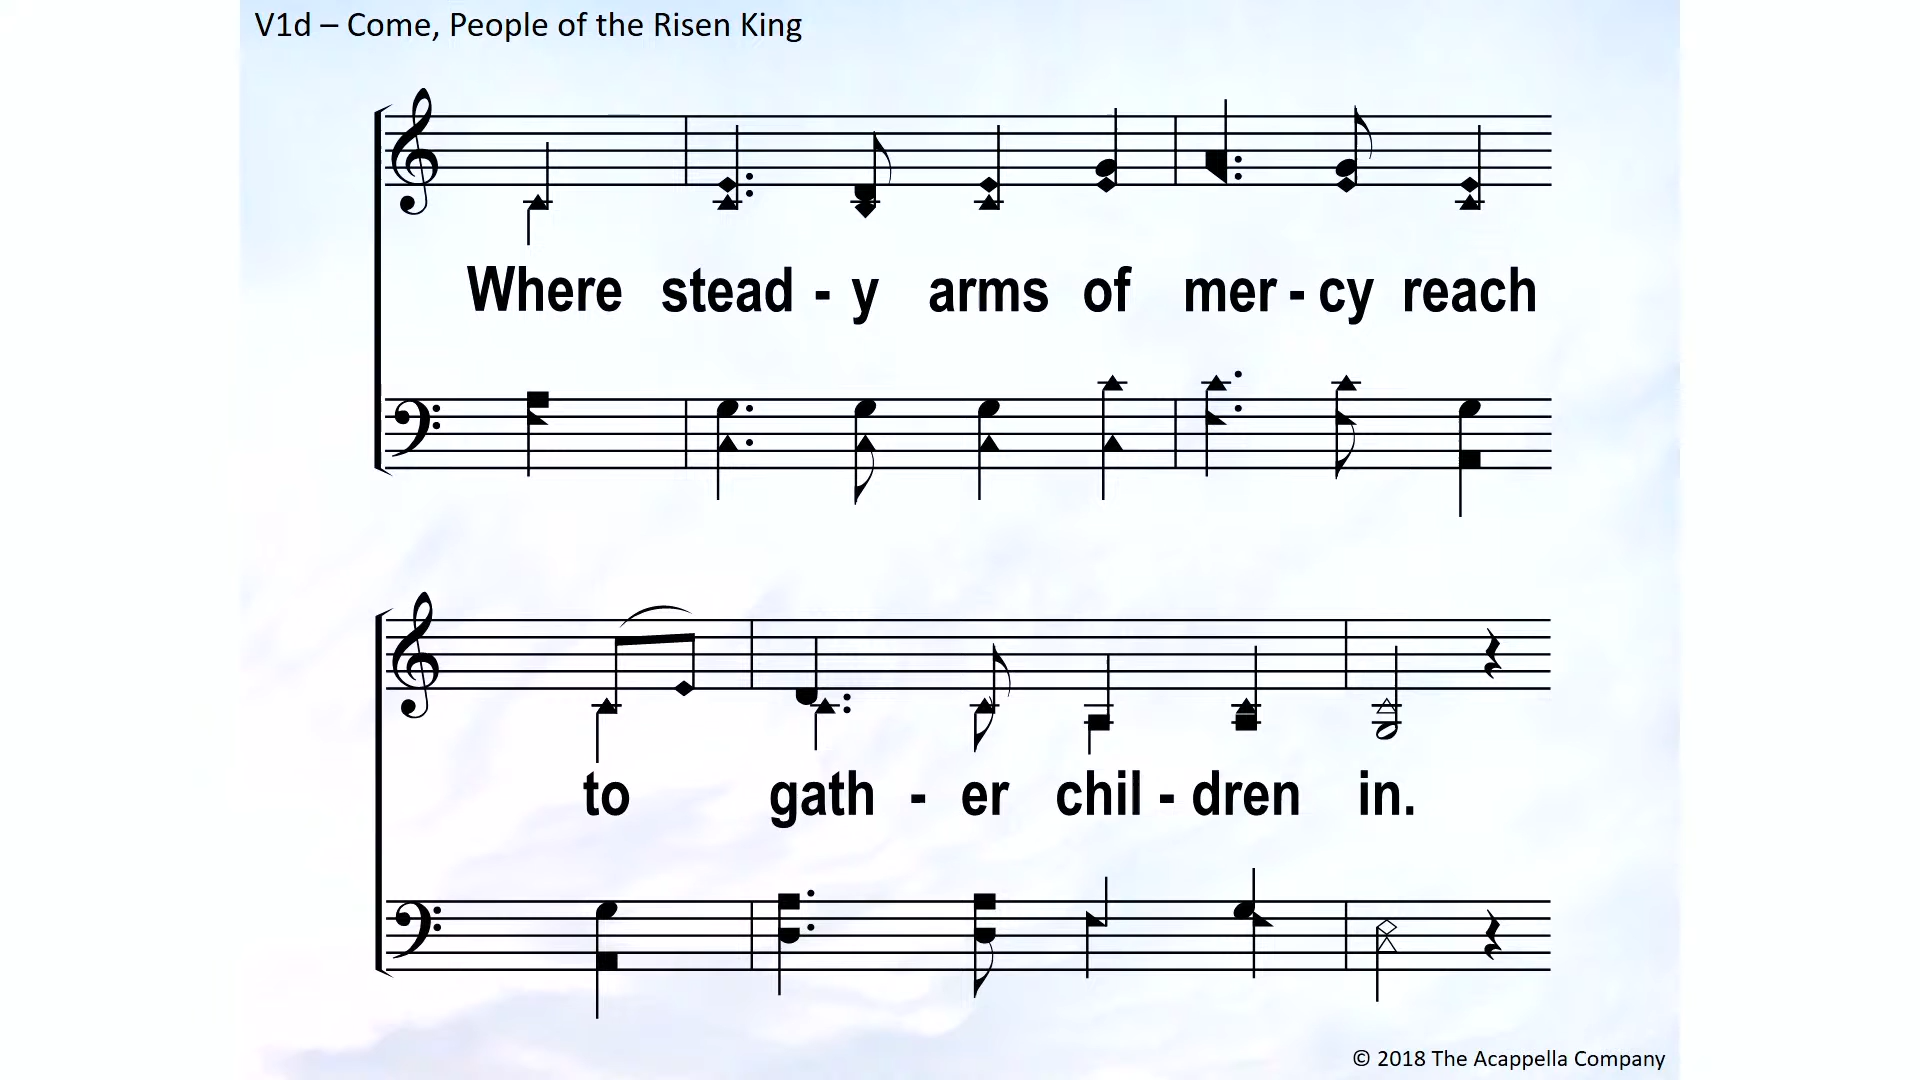 V1d – Come, People of the Risen King
Where stead - y arms of mer - cy reach
to gath - er chil - dren in.
© 2018 The Acappella Company